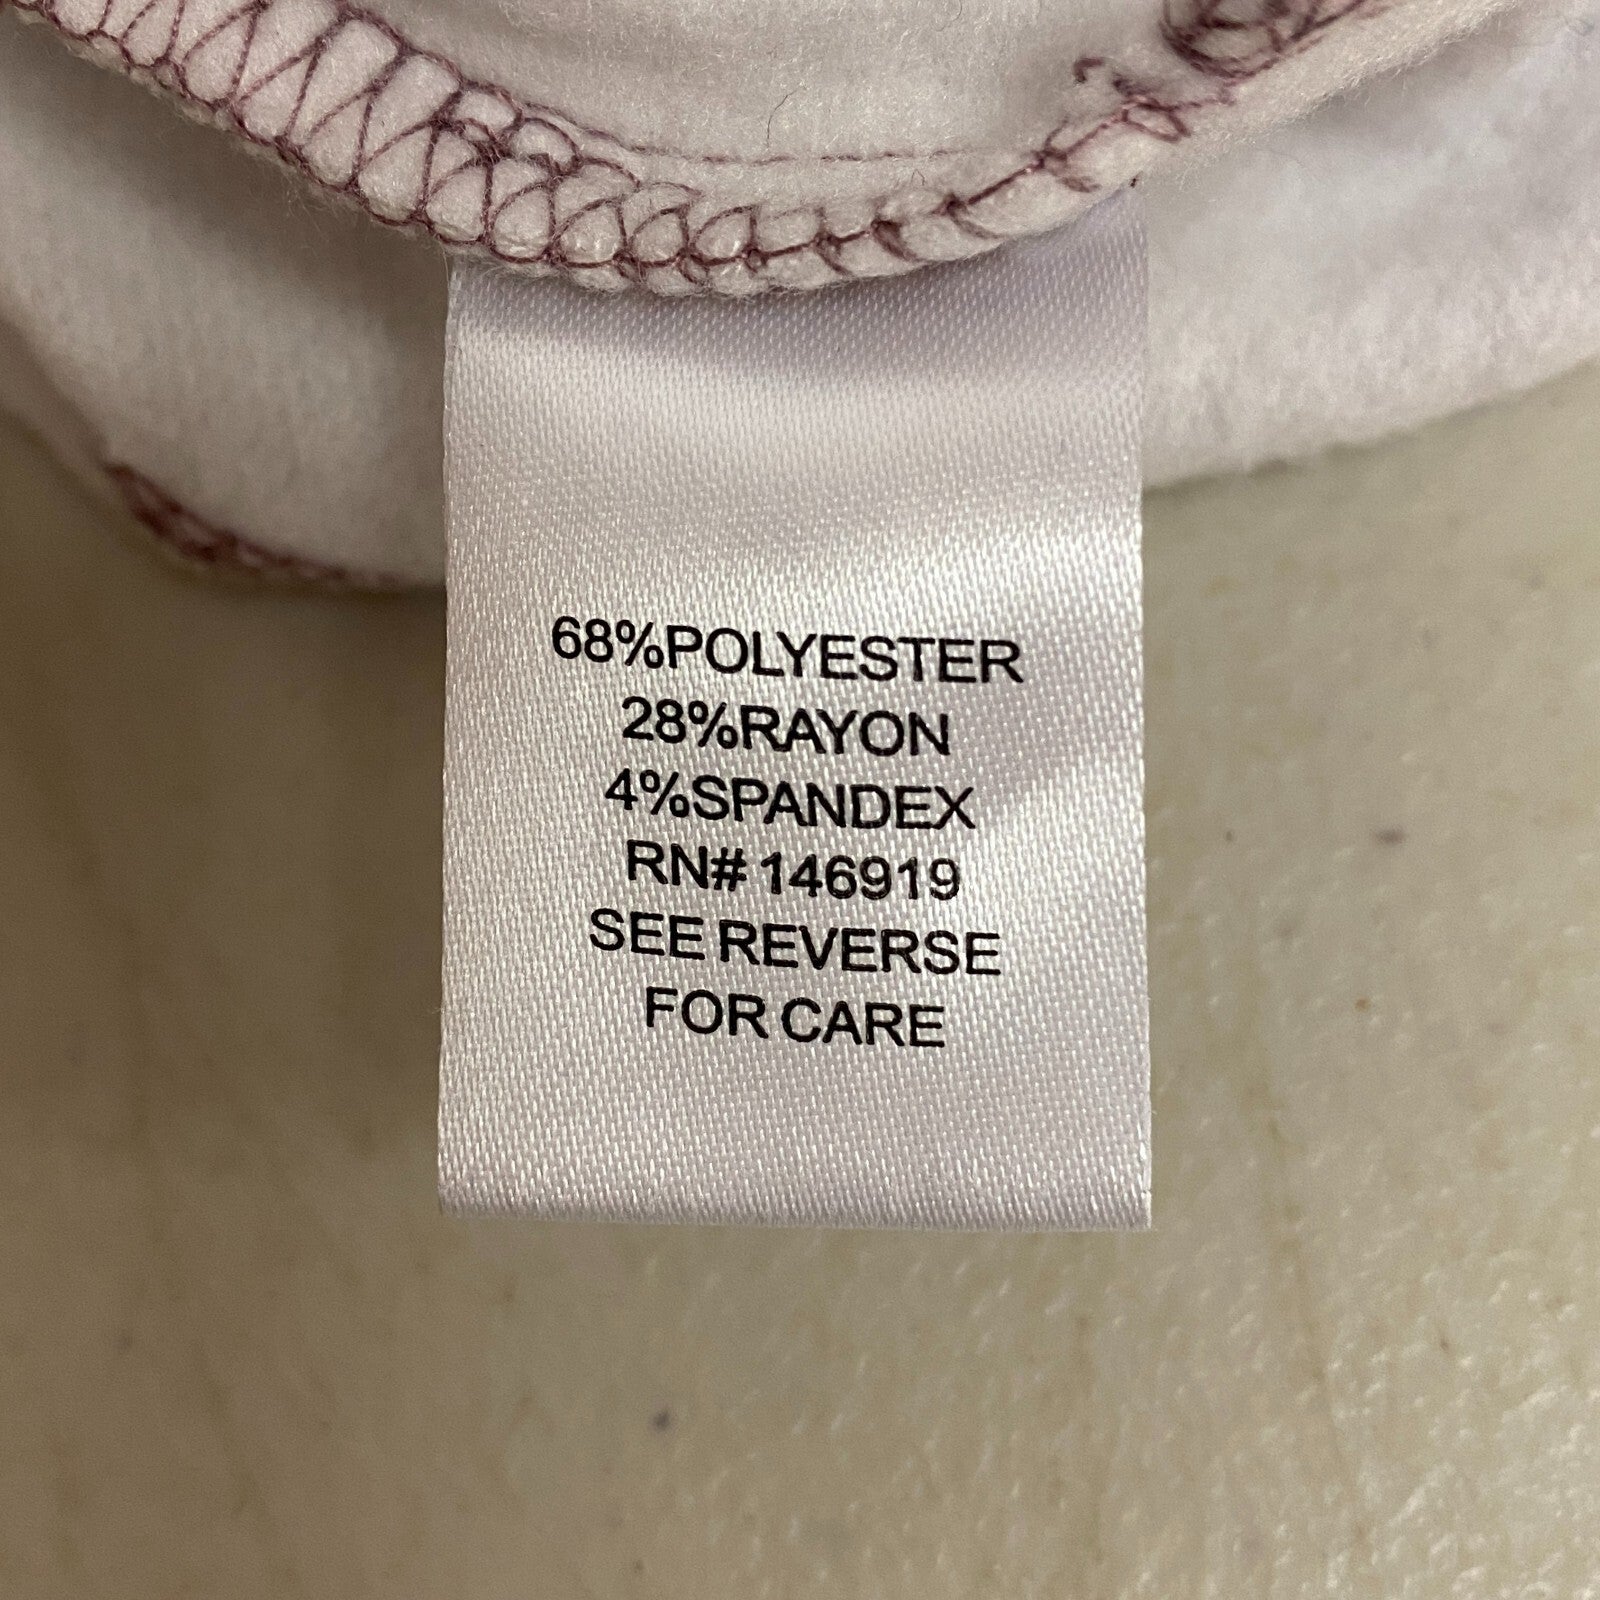 68%POLYESTER
28%RAYON
4%SPANDEX
RN# 146919
SEE REVERSE
FOR CARE